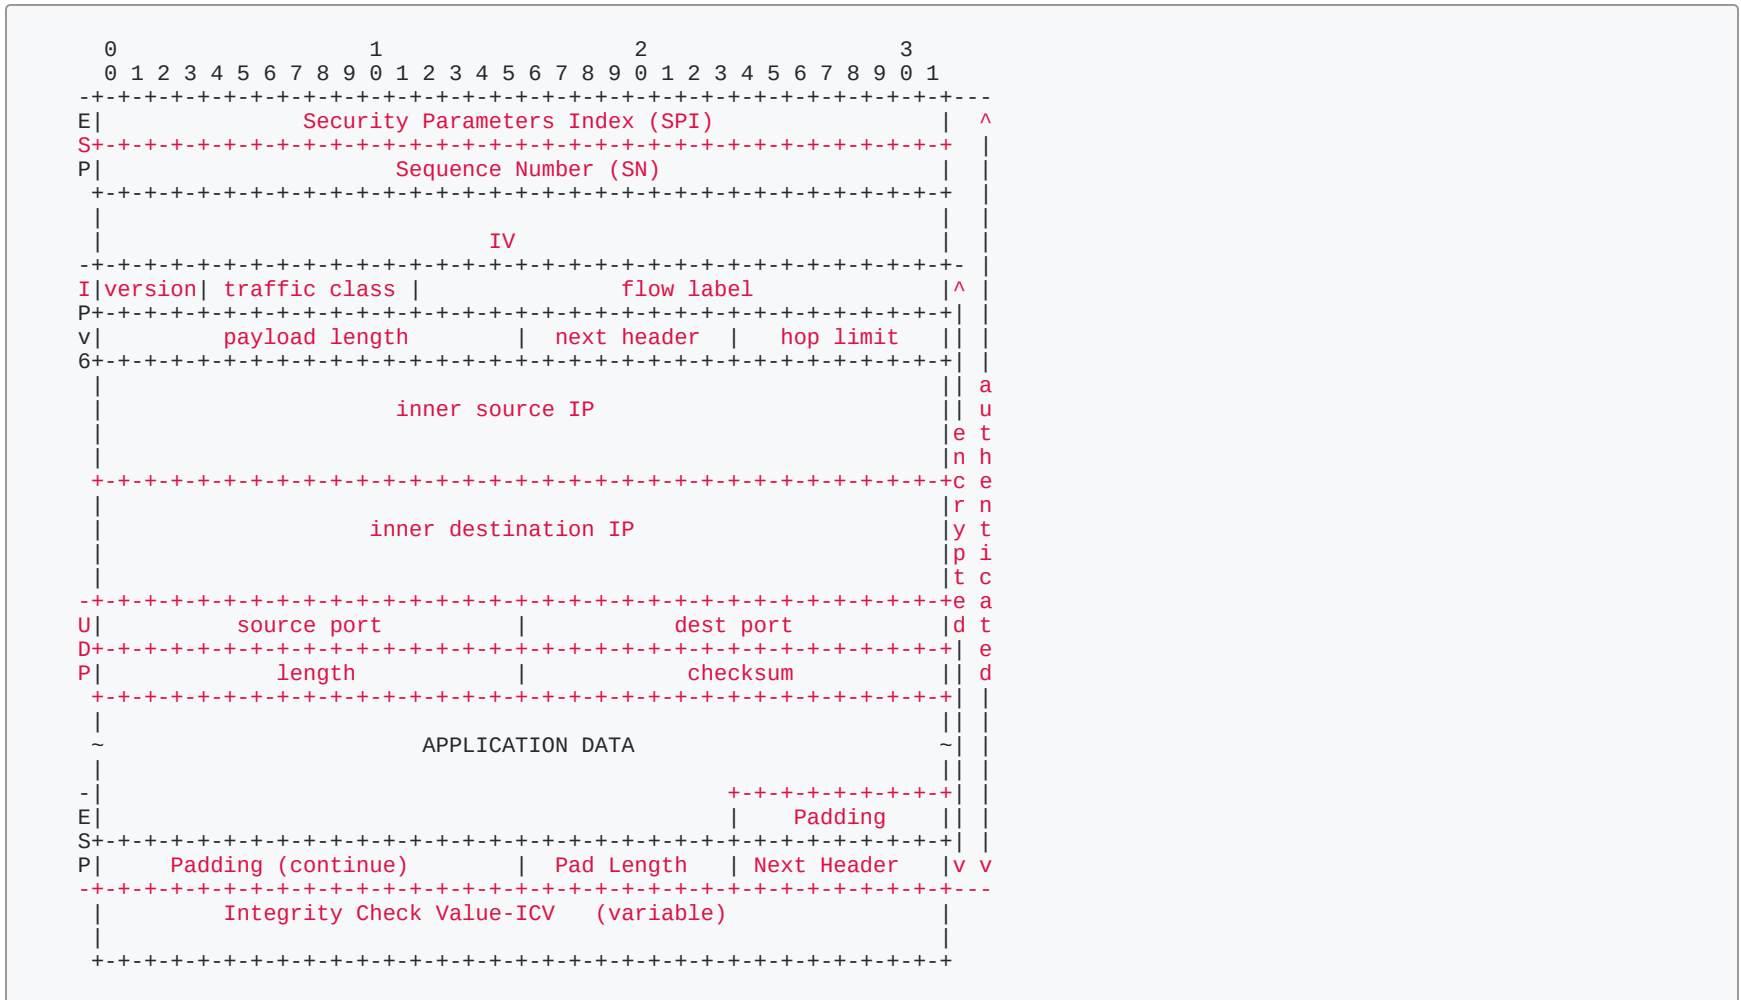 0                   1                   2                   3
  0 1 2 3 4 5 6 7 8 9 0 1 2 3 4 5 6 7 8 9 0 1 2 3 4 5 6 7 8 9 0 1
-+-+-+-+-+-+-+-+-+-+-+-+-+-+-+-+-+-+-+-+-+-+-+-+-+-+-+-+-+-+-+-+-+---
E|               Security Parameters Index (SPI)                 |  ^
S+-+-+-+-+-+-+-+-+-+-+-+-+-+-+-+-+-+-+-+-+-+-+-+-+-+-+-+-+-+-+-+-+  |
P|                      Sequence Number (SN)                     |  |
 +-+-+-+-+-+-+-+-+-+-+-+-+-+-+-+-+-+-+-+-+-+-+-+-+-+-+-+-+-+-+-+-+  |
 |                                                               |  |
 |                             IV                                |  |
-+-+-+-+-+-+-+-+-+-+-+-+-+-+-+-+-+-+-+-+-+-+-+-+-+-+-+-+-+-+-+-+-+- |
I|version| traffic class |               flow label              |^ |
P+-+-+-+-+-+-+-+-+-+-+-+-+-+-+-+-+-+-+-+-+-+-+-+-+-+-+-+-+-+-+-+-+| |
v|         payload length        |  next header  |   hop limit   || |
6+-+-+-+-+-+-+-+-+-+-+-+-+-+-+-+-+-+-+-+-+-+-+-+-+-+-+-+-+-+-+-+-+| |
 |                                                               || a
 |                      inner source IP                          || u
 |                                                               |e t
 |                                                               |n h
 +-+-+-+-+-+-+-+-+-+-+-+-+-+-+-+-+-+-+-+-+-+-+-+-+-+-+-+-+-+-+-+-+c e
 |                                                               |r n
 |                    inner destination IP                       |y t
 |                                                               |p i
 |                                                               |t c
-+-+-+-+-+-+-+-+-+-+-+-+-+-+-+-+-+-+-+-+-+-+-+-+-+-+-+-+-+-+-+-+-+e a
U|          source port          |           dest port           |d t
D+-+-+-+-+-+-+-+-+-+-+-+-+-+-+-+-+-+-+-+-+-+-+-+-+-+-+-+-+-+-+-+-+| e
P|             length            |            checksum           || d
 +-+-+-+-+-+-+-+-+-+-+-+-+-+-+-+-+-+-+-+-+-+-+-+-+-+-+-+-+-+-+-+-+| |
 |                                                               || |
 ~                        APPLICATION DATA                       ~| |
 |                                                               || |
-|                                               +-+-+-+-+-+-+-+-+| |
E|                                               |    Padding    || |
S+-+-+-+-+-+-+-+-+-+-+-+-+-+-+-+-+-+-+-+-+-+-+-+-+-+-+-+-+-+-+-+-+| |
P|     Padding (continue)        |  Pad Length   | Next Header   |v v
-+-+-+-+-+-+-+-+-+-+-+-+-+-+-+-+-+-+-+-+-+-+-+-+-+-+-+-+-+-+-+-+-+---
 |         Integrity Check Value-ICV   (variable)                |
 |                                                               |
 +-+-+-+-+-+-+-+-+-+-+-+-+-+-+-+-+-+-+-+-+-+-+-+-+-+-+-+-+-+-+-+-+